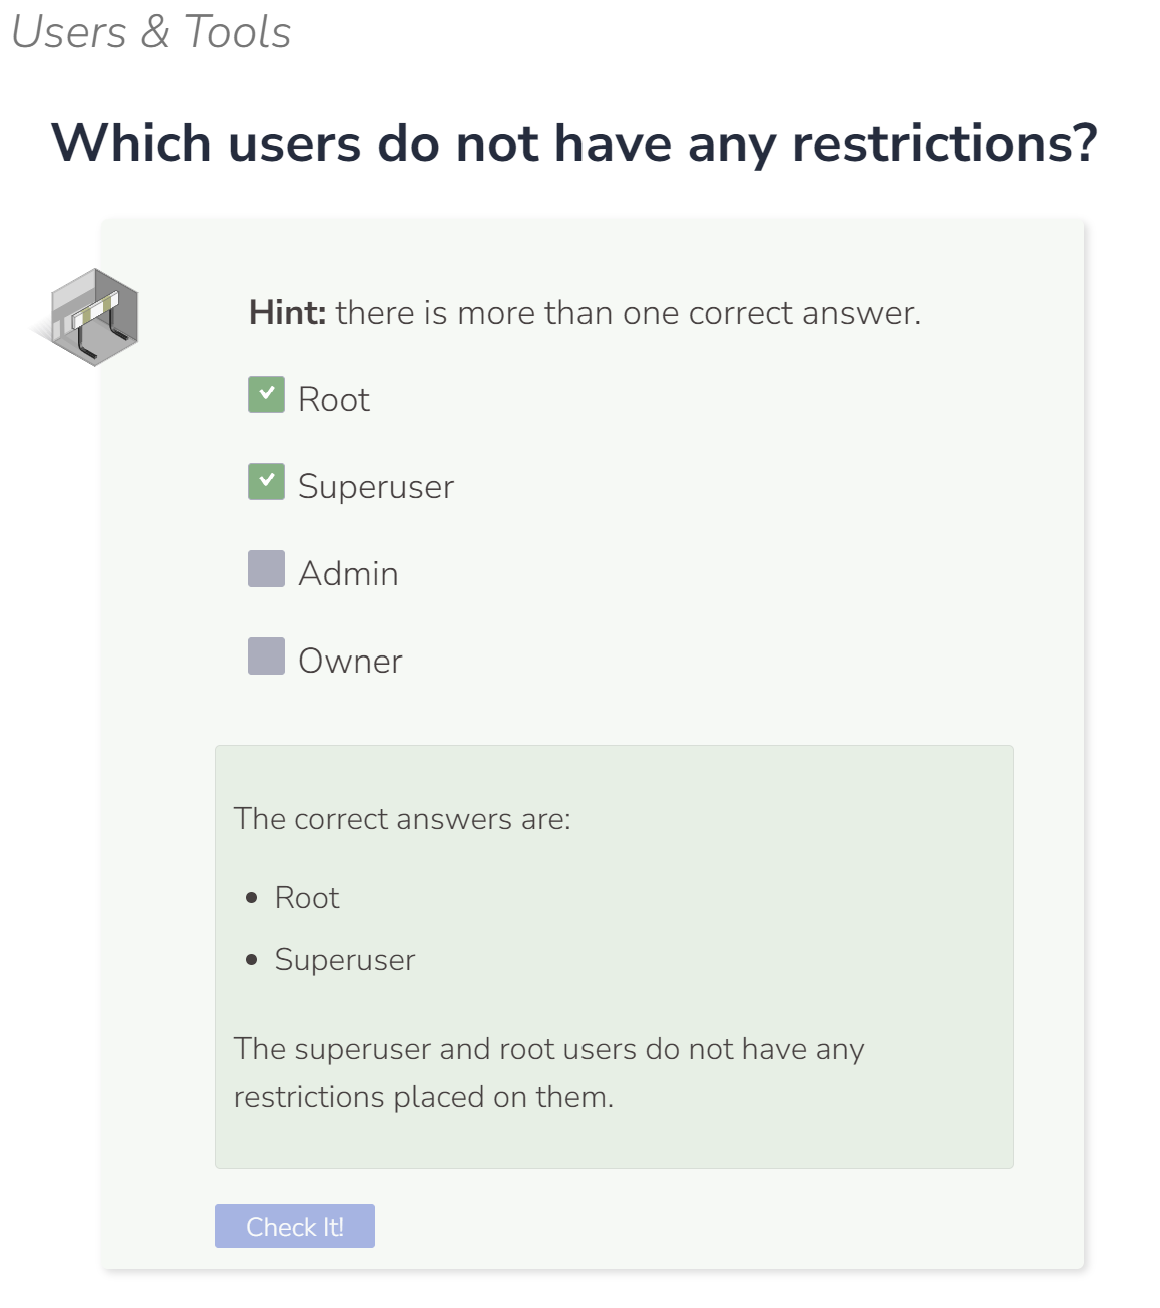 Users & Tools
Which users do not have any restrictions?
Hint: there is more than one correct answer.
Root
Superuser
Admin
Owner
The correct answers are:
Root
Superuser
The superuser and root users do not have any
restrictions placed on them.
Check It!